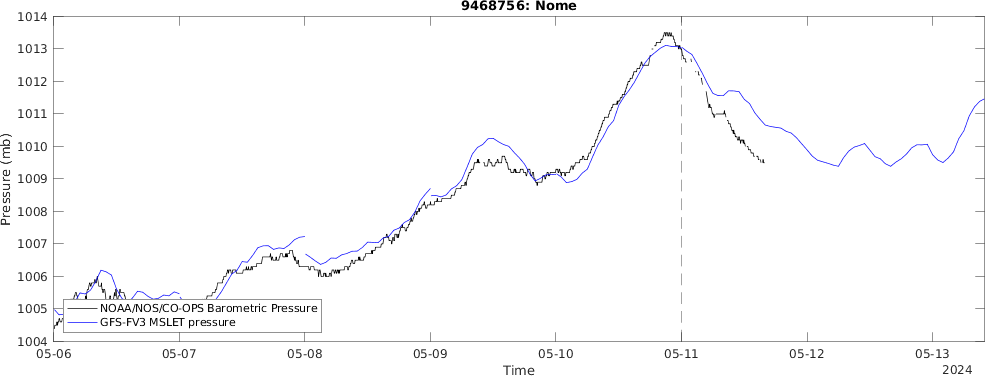 9468756: Nome
1014
1013
1012
1011
1010
1009
1008
1007
1006
1005
1004
Pressure (mb)
NOAA/NOS/CO-OPS Barometric Pressure
GFS-FV3 MSLET pressure
05-06 05-07 05-08 05-09 05-10 05-11 05-12 05-13
Time
2024